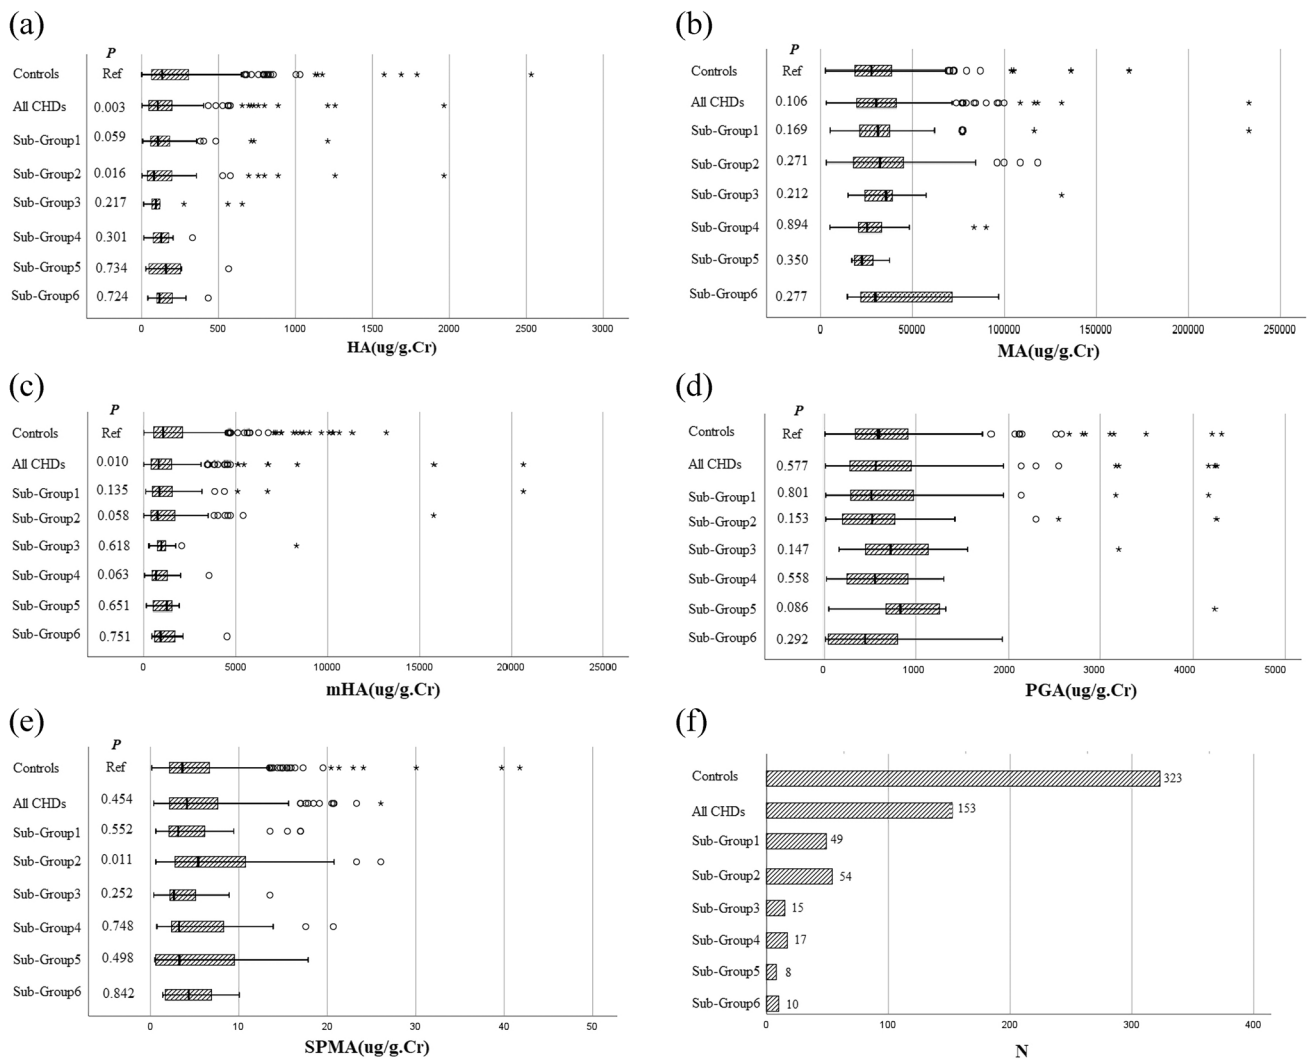 (a)
P
Controls Ref
All CHDs 0.003
Sub-Group1 0.059
Sub-Group2 0.016
Sub-Group3 0.217
Sub-Group4 0.301
Sub-Group5 0.734
Sub-Group6 0.724
0 500 1000 1500 2000 2500 3000
HA(ug/g.Cr)
(b)
P
Controls Ref
All CHDs 0.106
Sub-Group1 0.169
Sub-Group2 0.271
Sub-Group3 0.212
Sub-Group4 0.894
Sub-Group5 0.350
Sub-Group6 0.277
0 50000 100000 150000 200000 250000
MA(ug/g.Cr)
(c)
P
Controls Ref
All CHDs 0.010
Sub-Group1 0.135
Sub-Group2 0.058
Sub-Group3 0.618
Sub-Group4 0.063
Sub-Group5 0.651
Sub-Group6 0.751
0 5000 10000 15000 20000 25000
mHA(ug/g.Cr)
(d)
P
Controls Ref
All CHDs 0.577
Sub-Group1 0.801
Sub-Group2 0.153
Sub-Group3 0.147
Sub-Group4 0.558
Sub-Group5 0.086
Sub-Group6 0.292
0 1000 2000 3000 4000 5000
PGA(ug/g.Cr)
(e)
P
Controls Ref
All CHDs 0.454
Sub-Group1 0.552
Sub-Group2 0.011
Sub-Group3 0.252
Sub-Group4 0.748
Sub-Group5 0.498
Sub-Group6 0.842
0 10 20 30 40 50
SPMA(ug/g.Cr)
(f)
Controls 323
All CHDs 153
Sub-Group1 49
Sub-Group2 54
Sub-Group3 15
Sub-Group4 17
Sub-Group5 8
Sub-Group6 10
0 100 200 300 400
N